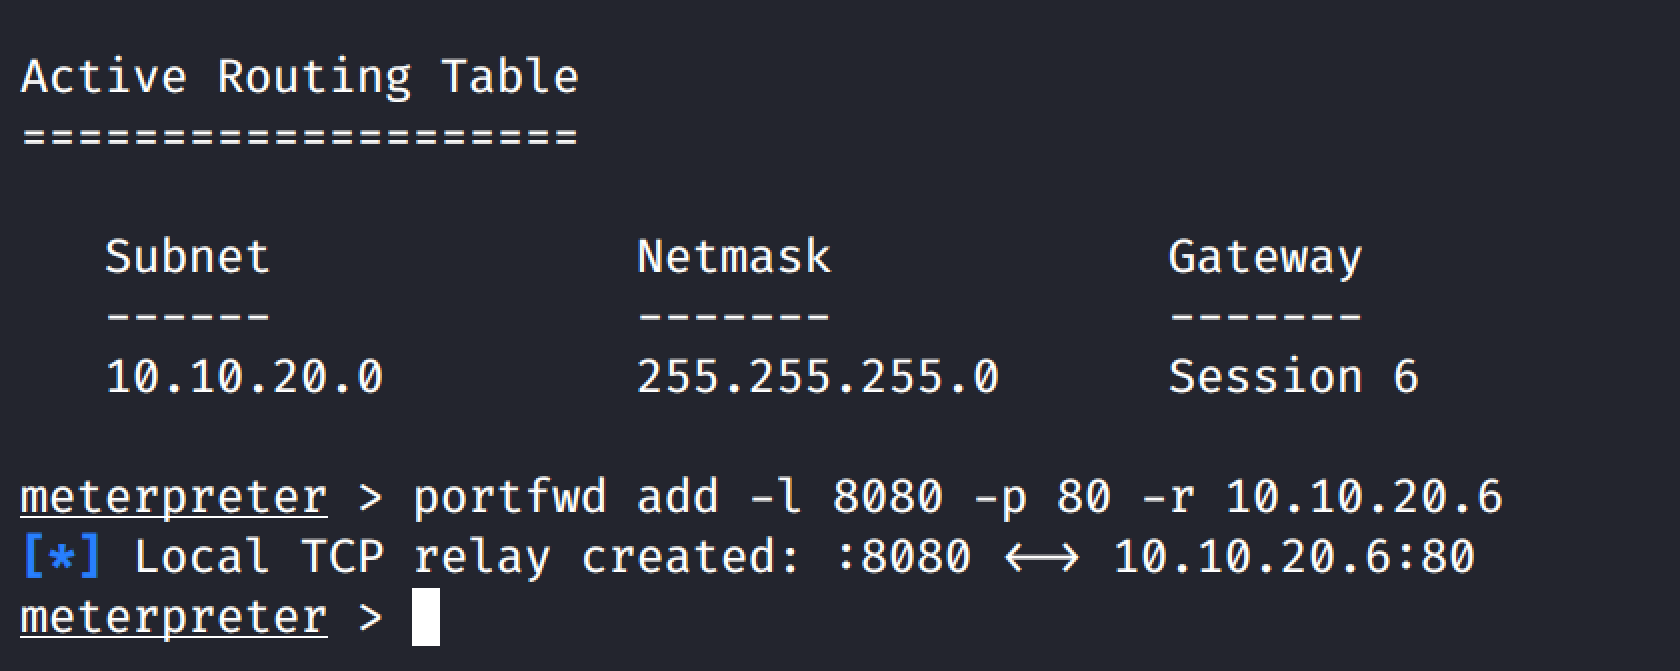 Active Routing Table
====================
Subnet Netmask Gateway
------ ------- -------
10.10.20.0 255.255.255.0 Session 6
meterpreter > portfwd add -l 8080 -p 80 -r 10.10.20.6
[*] Local TCP relay created: :8080 <-> 10.10.20.6:80
meterpreter >